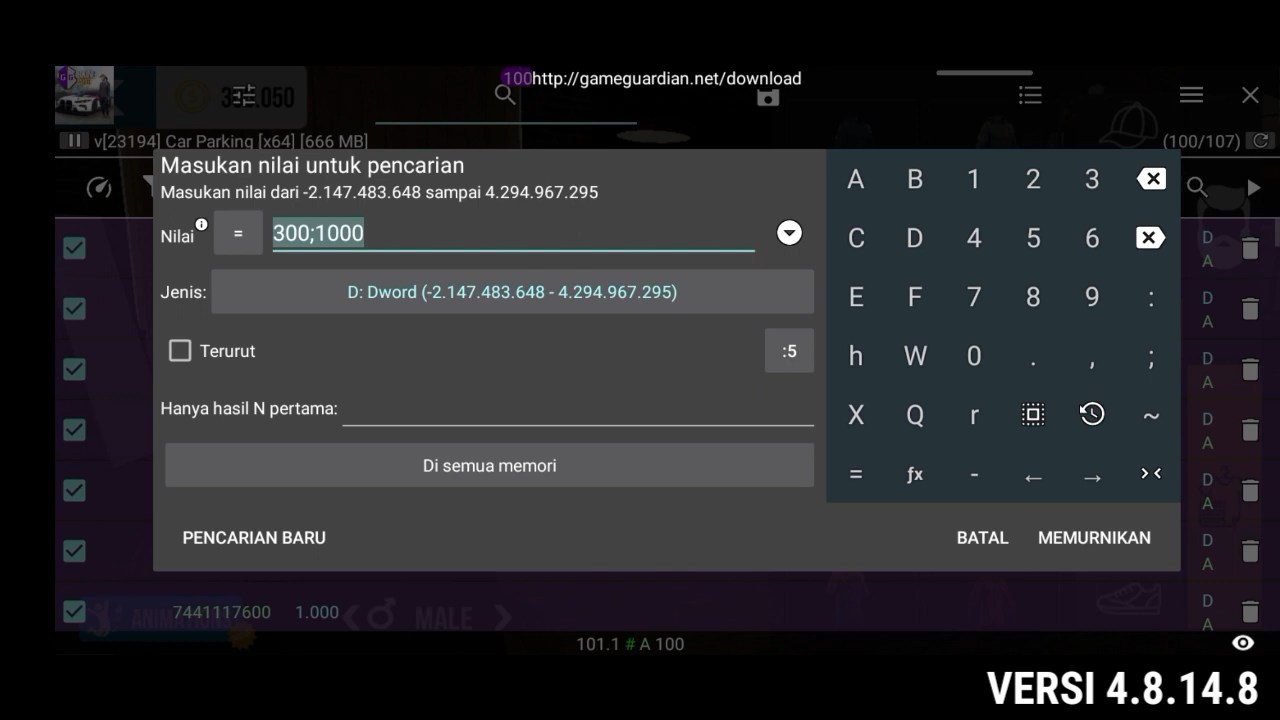 100http://gameguardian.net/download
v[23194] Car Parking [x64] [666 MB]
(100/107)
Masukan nilai untuk pencarian
Masukan nilai dari -2.147.483.648 sampai 4.294.967.295
Nilai i = 300;1000
Jenis: D: Dword (-2.147.483.648 - 4.294.967.295)
Terurut :5
Hanya hasil N pertama:
Di semua memori
PENCARIAN BARU BATAL MEMURNIKAN
A B 1 2 3
C D 4 5 6
E F 7 8 9 :
h W 0 . , ;
X Q r ~
= ƒx - ← → ><
D
A
D
A
D
A
D
A
D
A
D
A
D
A
7441117600 1.000
MALE
101.1 # A 100
VERSI 4.8.14.8